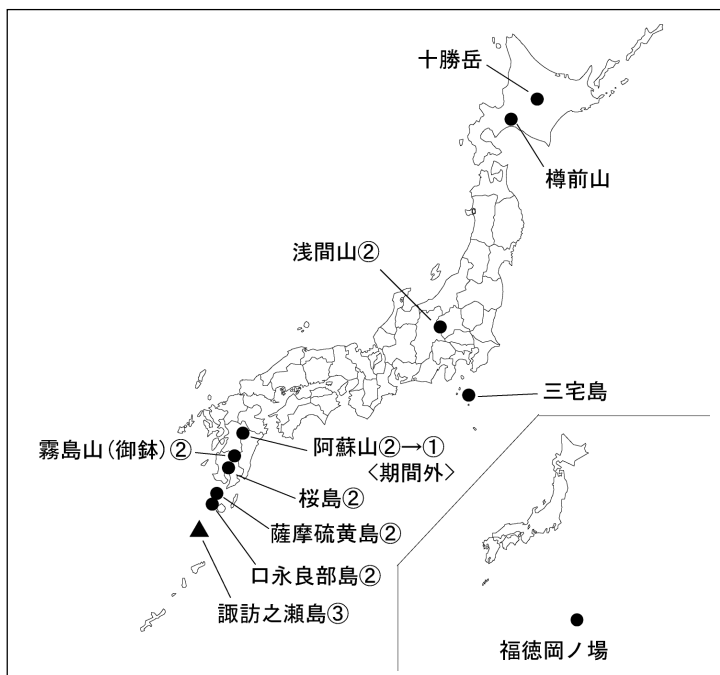 十勝岳
樽前山
浅間山②
三宅島
霧島山(御鉢)②
阿蘇山②→①
<期間外>
桜島②
薩摩硫黄島②
口永良部島②
諏訪之瀬島③
福徳岡ノ場